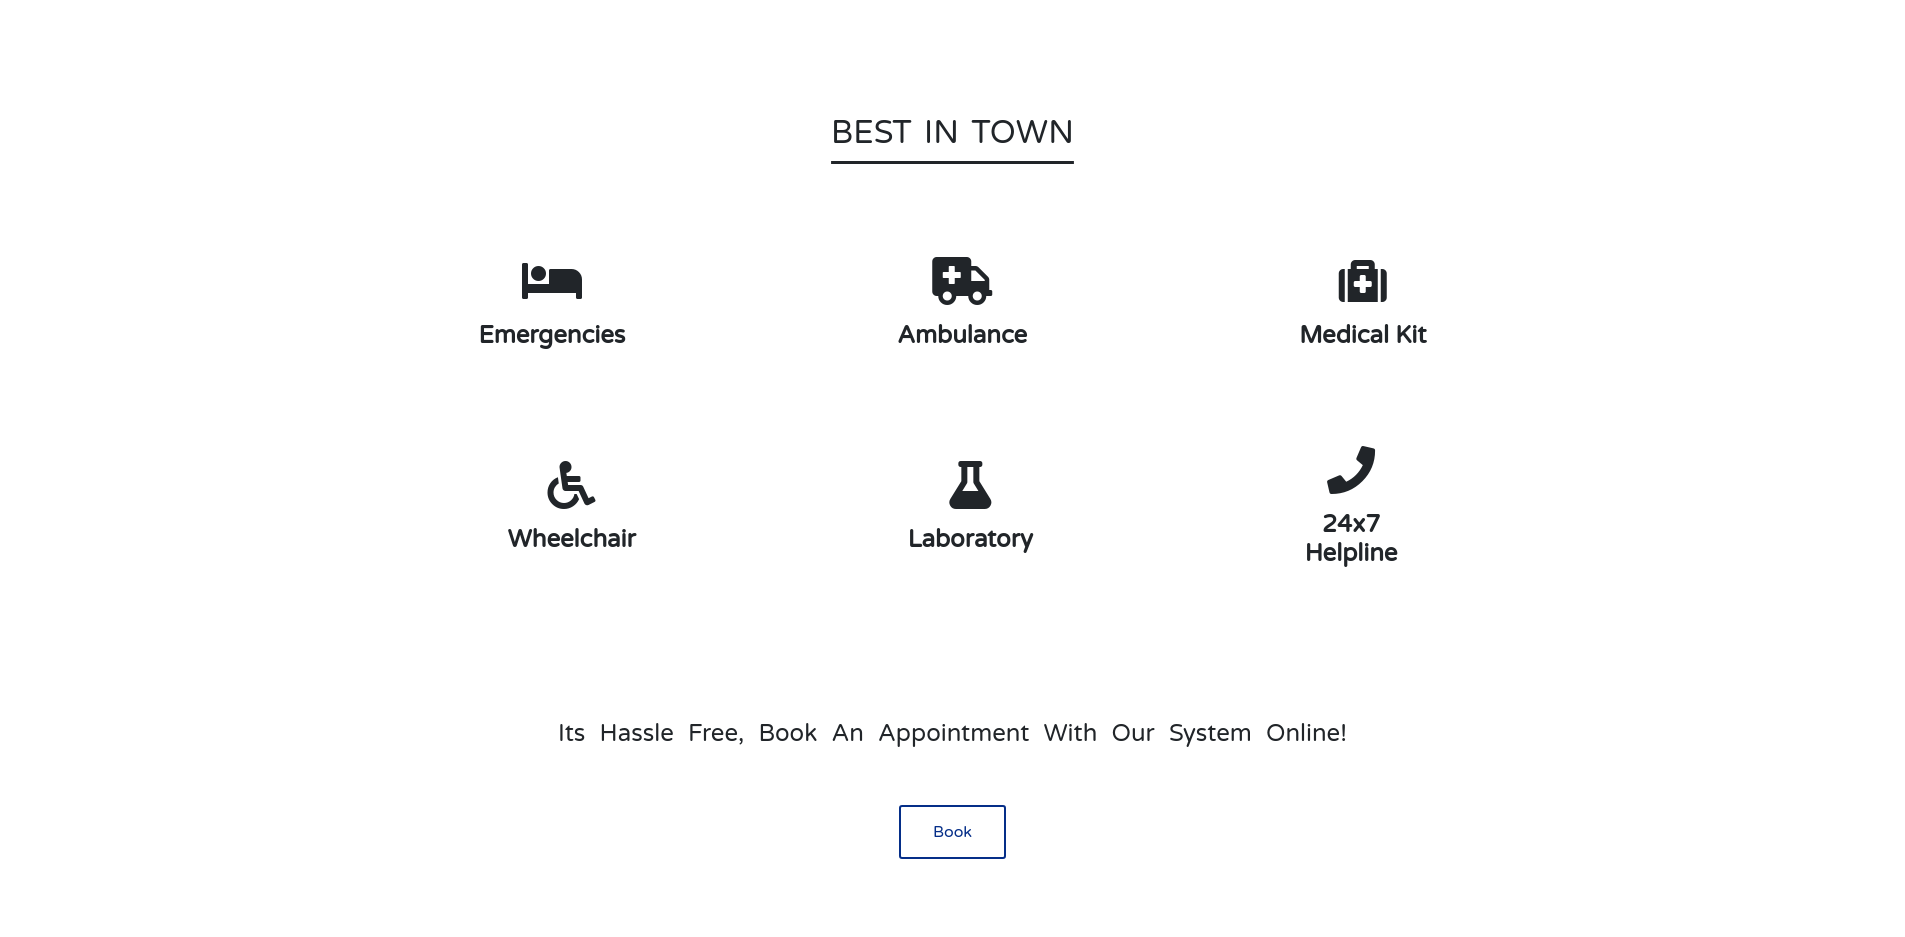 BEST IN TOWN
Emergencies
Ambulance
Medical Kit
Wheelchair
Laboratory
24x7
Helpline
Its Hassle Free, Book An Appointment With Our System Online!
Book